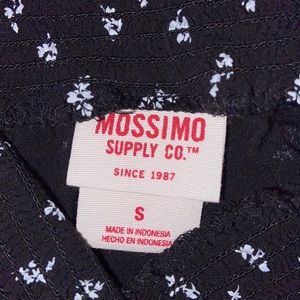 MOSSIMO
SUPPLY CO.™
SINCE 1987
S
MADE IN INDONESIA
HECHO EN INDONESIA